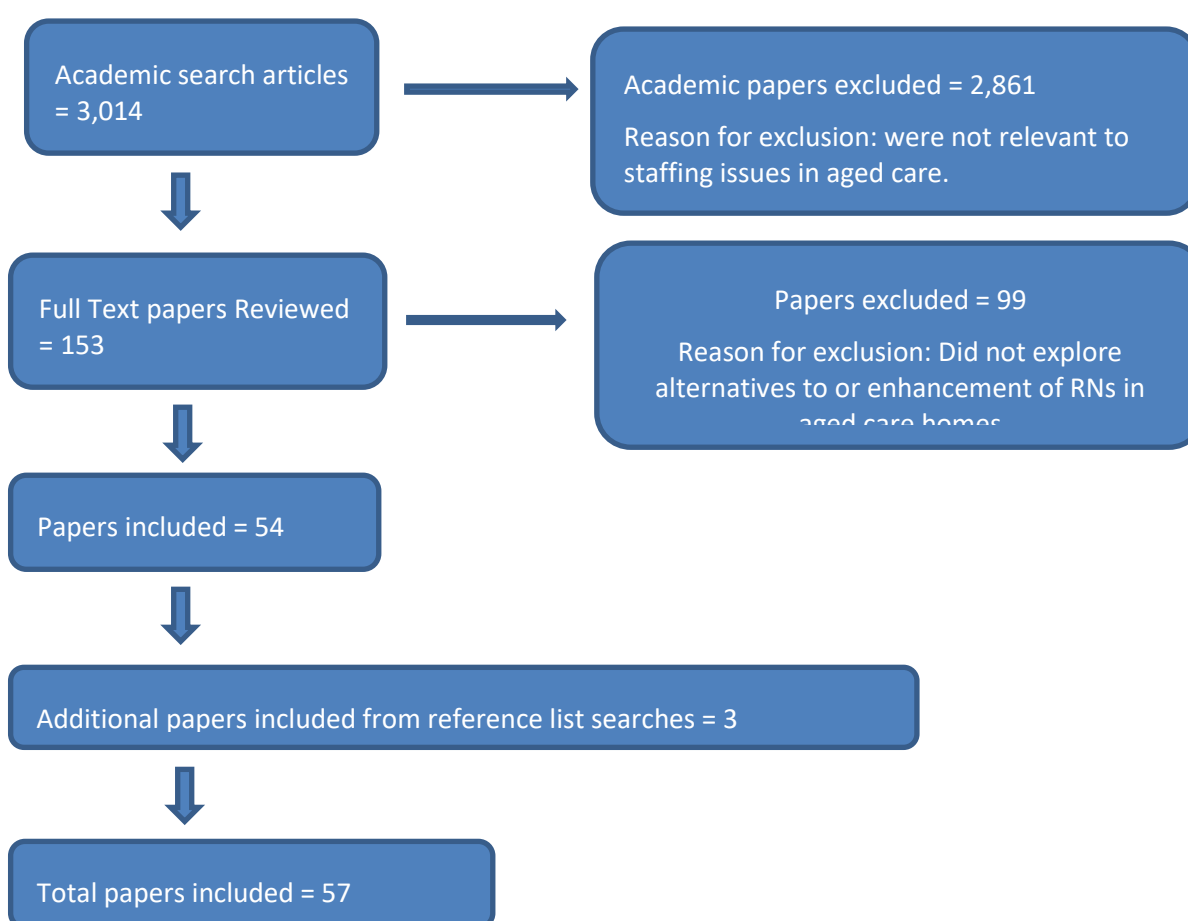 Academic search articles
= 3,014
Academic papers excluded = 2,861
Reason for exclusion: were not relevant to
staffing issues in aged care.
Full Text papers Reviewed
= 153
Papers excluded = 99
Reason for exclusion: Did not explore
alternatives to or enhancement of RNs in
aged care homes
Papers included = 54
Additional papers included from reference list searches = 3
Total papers included = 57